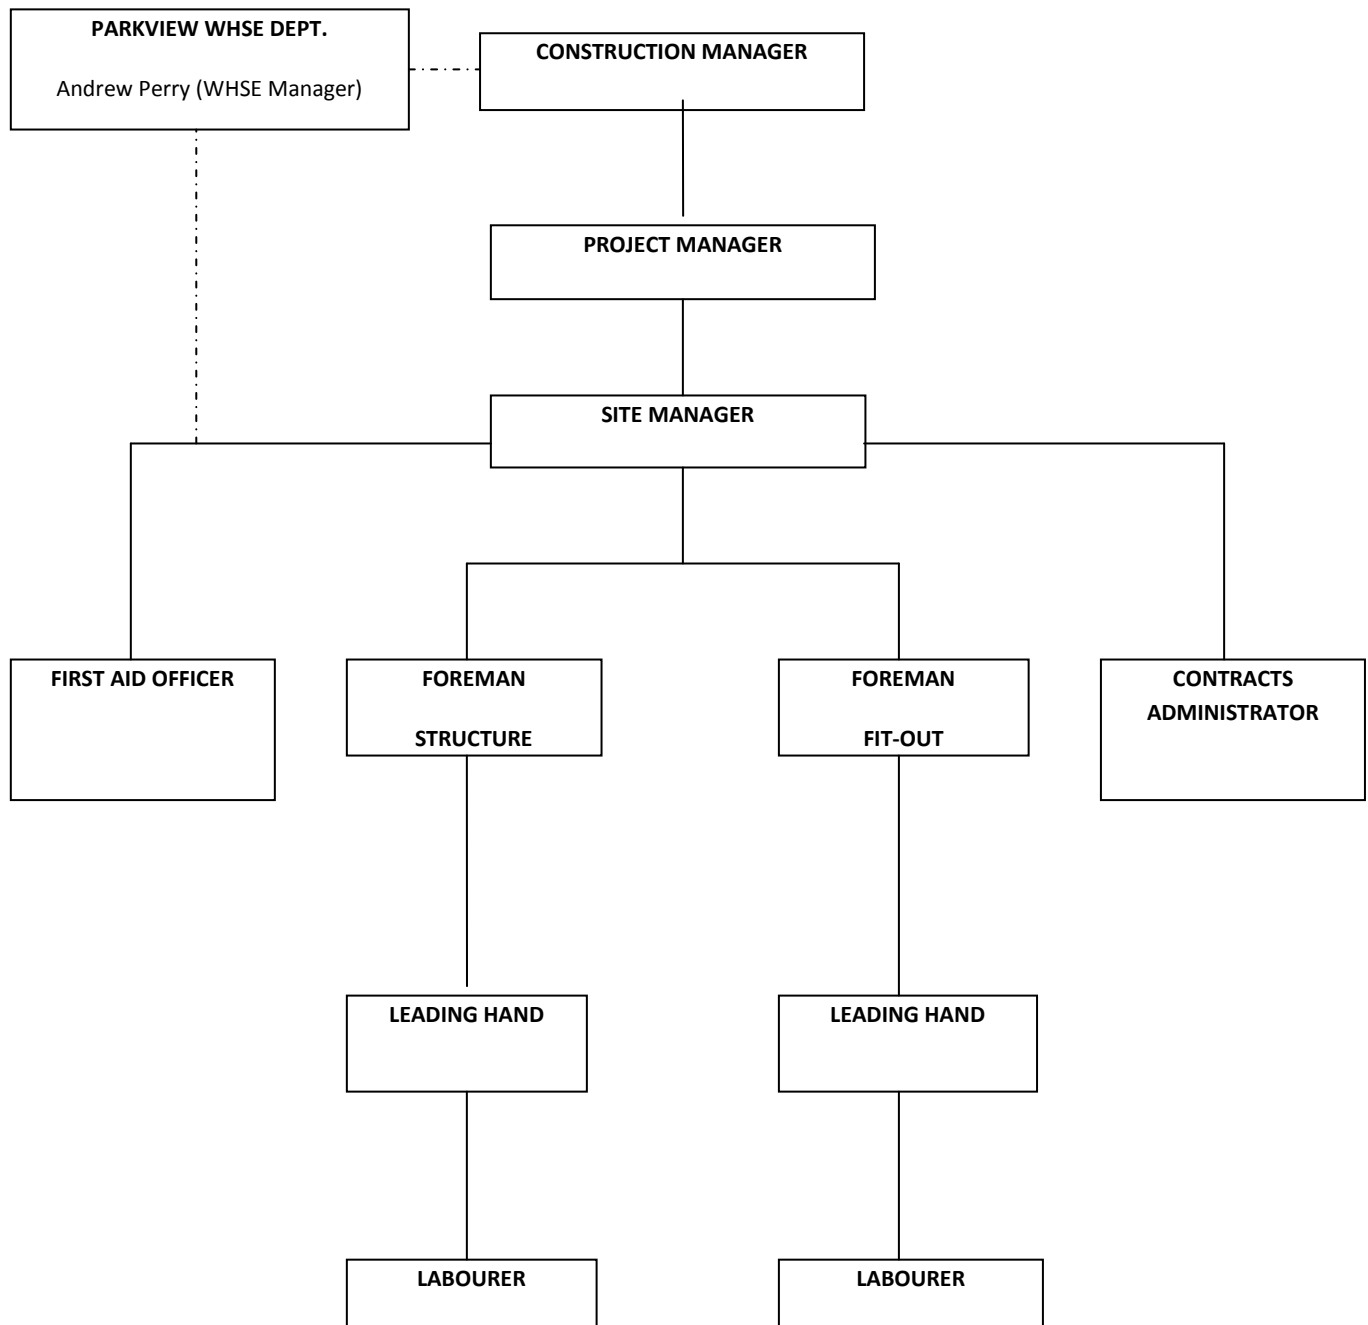 PARKVIEW WHSE DEPT.
Andrew Perry (WHSE Manager)
CONSTRUCTION MANAGER
PROJECT MANAGER
SITE MANAGER
FIRST AID OFFICER
FOREMAN
STRUCTURE
FOREMAN
FIT-OUT
CONTRACTS
ADMINISTRATOR
LEADING HAND
LEADING HAND
LABOURER
LABOURER